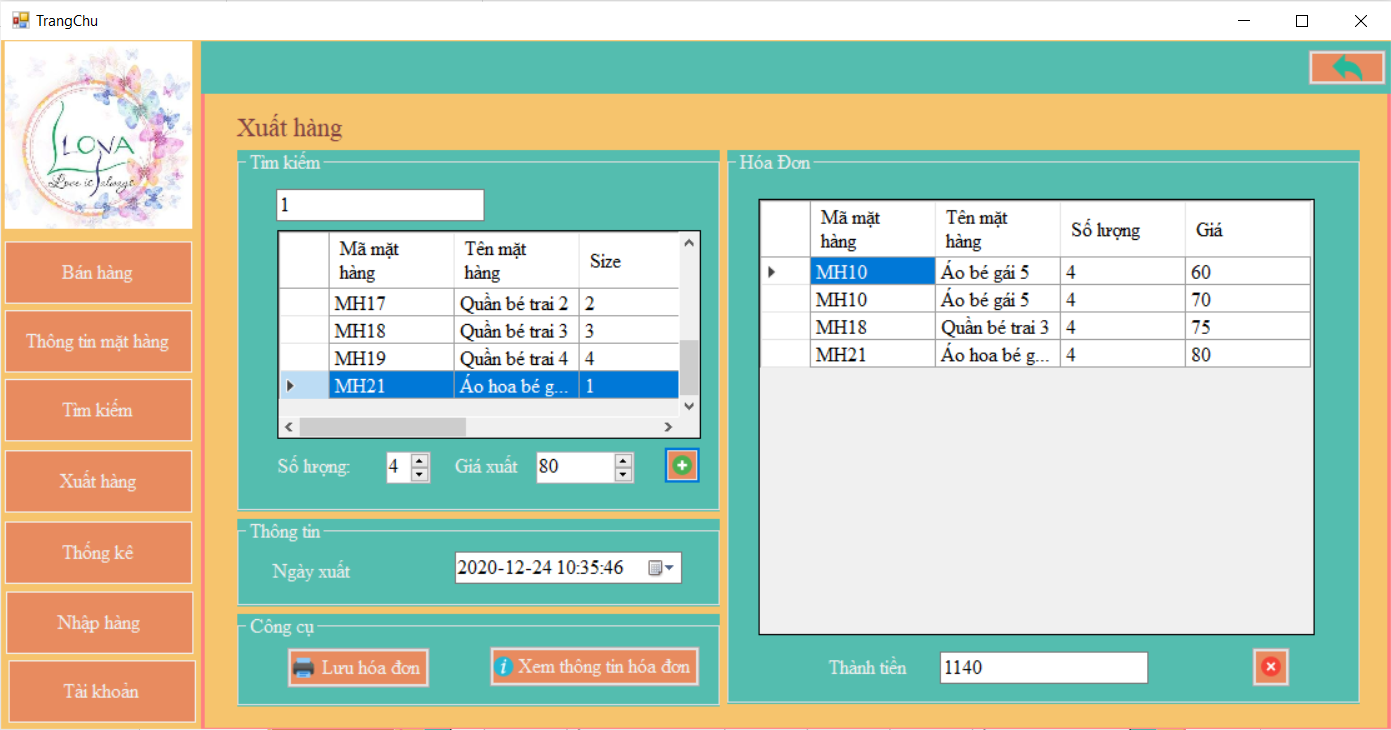 TrangChu
LOVA
Love is always
Xuất hàng
Bán hàng
Thông tin mặt hàng
Tìm kiếm
Xuất hàng
Thống kê
Nhập hàng
Tài khoản
Tìm kiếm
1
Mã mặt hàng Tên mặt hàng Size
MH17 Quần bé trai 2 2
MH18 Quần bé trai 3 3
MH19 Quần bé trai 4 4
MH21 Áo hoa bé g... 1
Số lượng: 4 Giá xuất 80
Thông tin
Ngày xuất 2020-12-24 10:35:46
Công cụ
Lưu hóa đơn Xem thông tin hóa đơn
Hóa Đơn
Mã mặt hàng Tên mặt hàng Số lượng Giá
MH10 Áo bé gái 5 4 60
MH10 Áo bé gái 5 4 70
MH18 Quần bé trai 3 4 75
MH21 Áo hoa bé g... 4 80
Thành tiền 1140